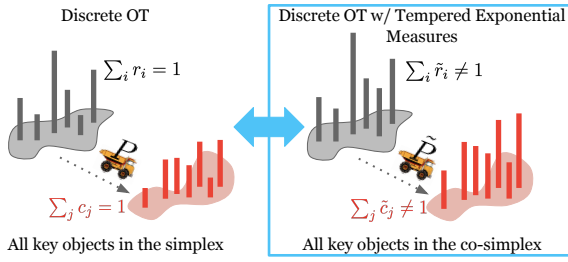 Discrete OT
∑ᵢ rᵢ = 1
P
∑ⱼ cⱼ = 1
All key objects in the simplex
Discrete OT w/ Tempered Exponential
Measures
∑ᵢ r̃ᵢ ≠ 1
P̃
∑ⱼ c̃ⱼ ≠ 1
All key objects in the co-simplex